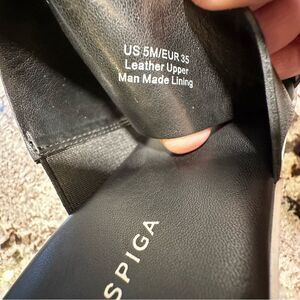 US 5M/EUR 35
Leather Upper
Man Made Lining
SPIGA